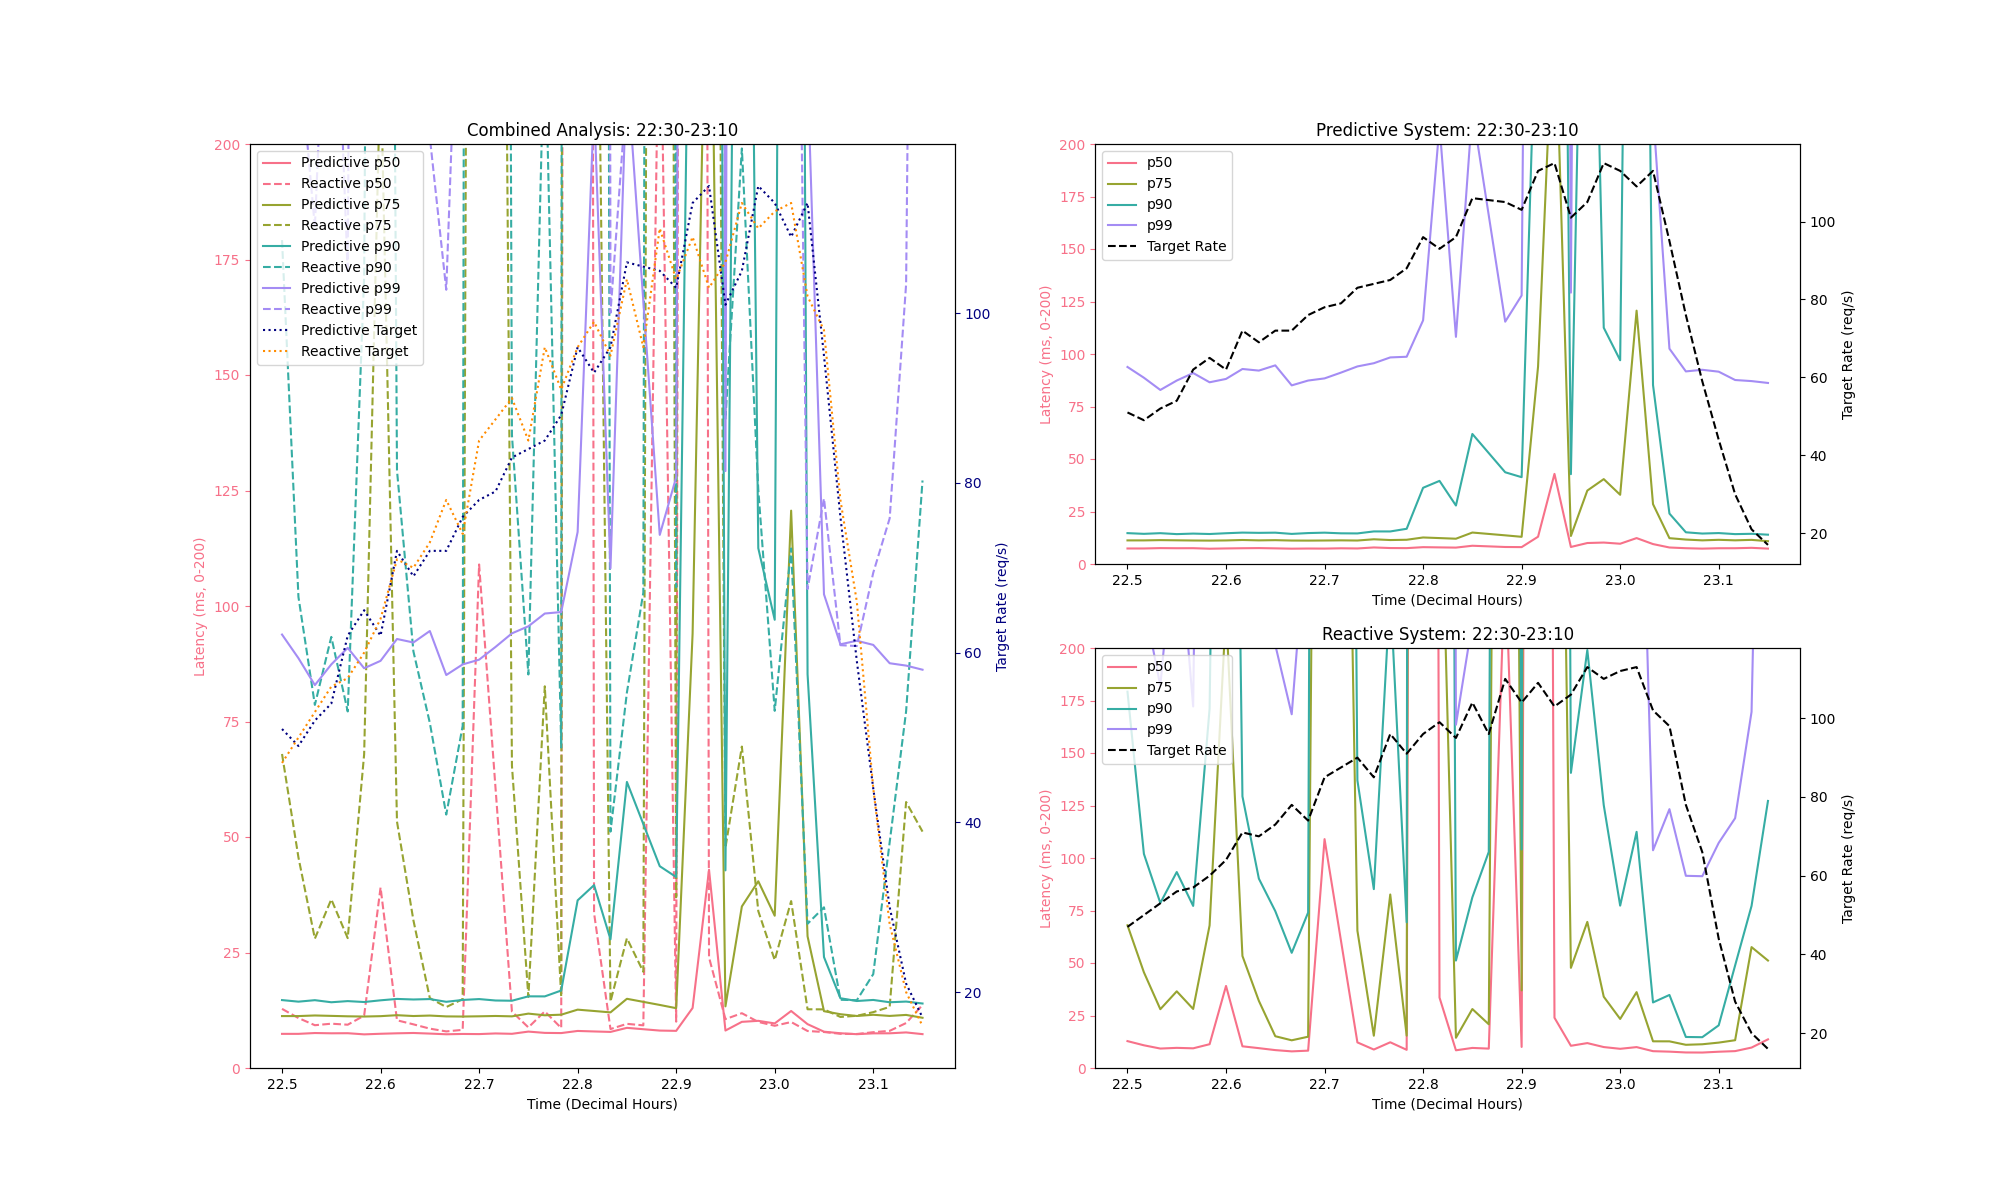 Combined Analysis: 22:30-23:10
200
175
150
125
100
75
50
25
0
Latency (ms, 0-200)
Predictive p50
Reactive p50
Predictive p75
Reactive p75
Predictive p90
Reactive p90
Predictive p99
Reactive p99
Predictive Target
Reactive Target
100
80
60
40
20
Target Rate (req/s)
22.5 22.6 22.7 22.8 22.9 23.0 23.1
Time (Decimal Hours)
Predictive System: 22:30-23:10
200
175
150
125
100
75
50
25
0
Latency (ms, 0-200)
p50
p75
p90
p99
Target Rate
100
80
60
40
20
Target Rate (req/s)
22.5 22.6 22.7 22.8 22.9 23.0 23.1
Time (Decimal Hours)
Reactive System: 22:30-23:10
200
175
150
125
100
75
50
25
0
Latency (ms, 0-200)
p50
p75
p90
p99
Target Rate
100
80
60
40
20
Target Rate (req/s)
22.5 22.6 22.7 22.8 22.9 23.0 23.1
Time (Decimal Hours)